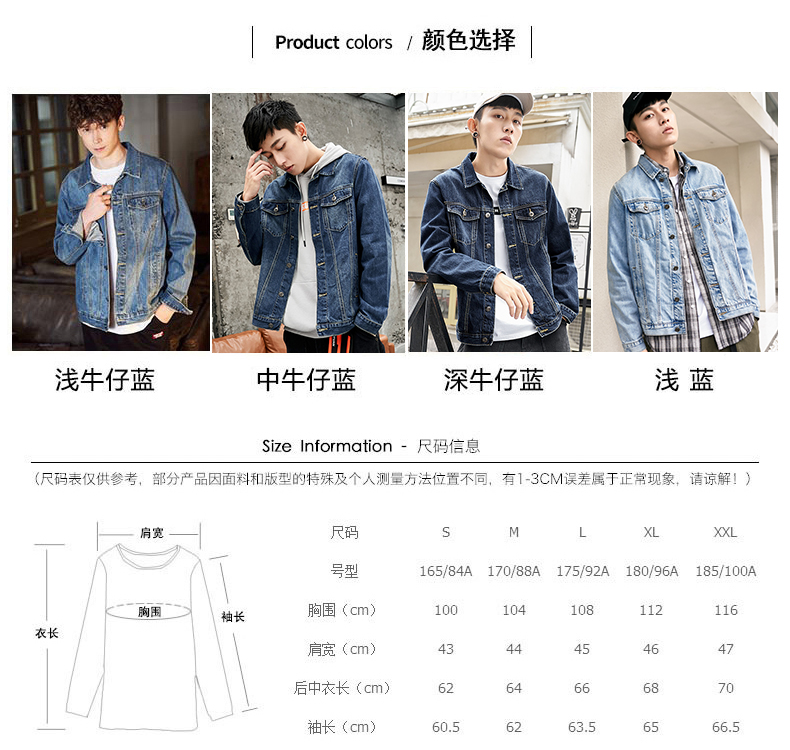 Product colors / 颜色选择
浅牛仔蓝 中牛仔蓝 深牛仔蓝 浅 蓝
Size Information - 尺码信息
（尺码表仅供参考，部分产品因面料和版型的特殊及个人测量方法位置不同，有1-3CM误差属于正常现象，请谅解！）
肩宽
胸围
衣长
袖长
尺码 S M L XL XXL
号型 165/84A 170/88A 175/92A 180/96A 185/100A
胸围（cm） 100 104 108 112 116
肩宽（cm） 43 44 45 46 47
后中衣长（cm） 62 64 66 68 70
袖长（cm） 60.5 62 63.5 65 66.5